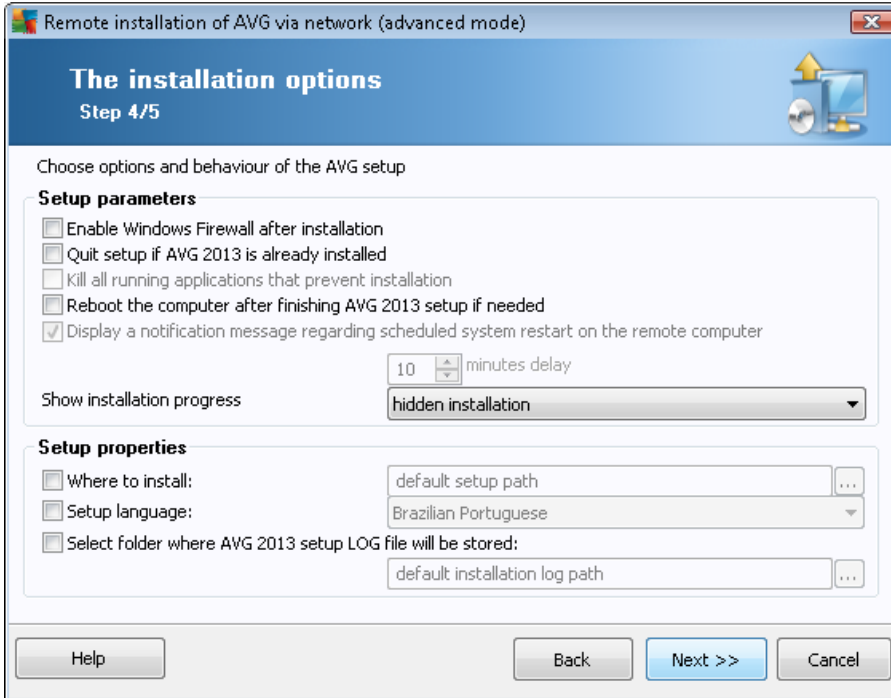 Remote installation of AVG via network (advanced mode)
The installation options
Step 4/5
Choose options and behaviour of the AVG setup
Setup parameters
Enable Windows Firewall after installation
Quit setup if AVG 2013 is already installed
Kill all running applications that prevent installation
Reboot the computer after finishing AVG 2013 setup if needed
Display a notification message regarding scheduled system restart on the remote computer
10 minutes delay
Show installation progress hidden installation
Setup properties
Where to install: default setup path ...
Setup language: Brazilian Portuguese
Select folder where AVG 2013 setup LOG file will be stored:
default installation log path ...
Help Back Next >> Cancel